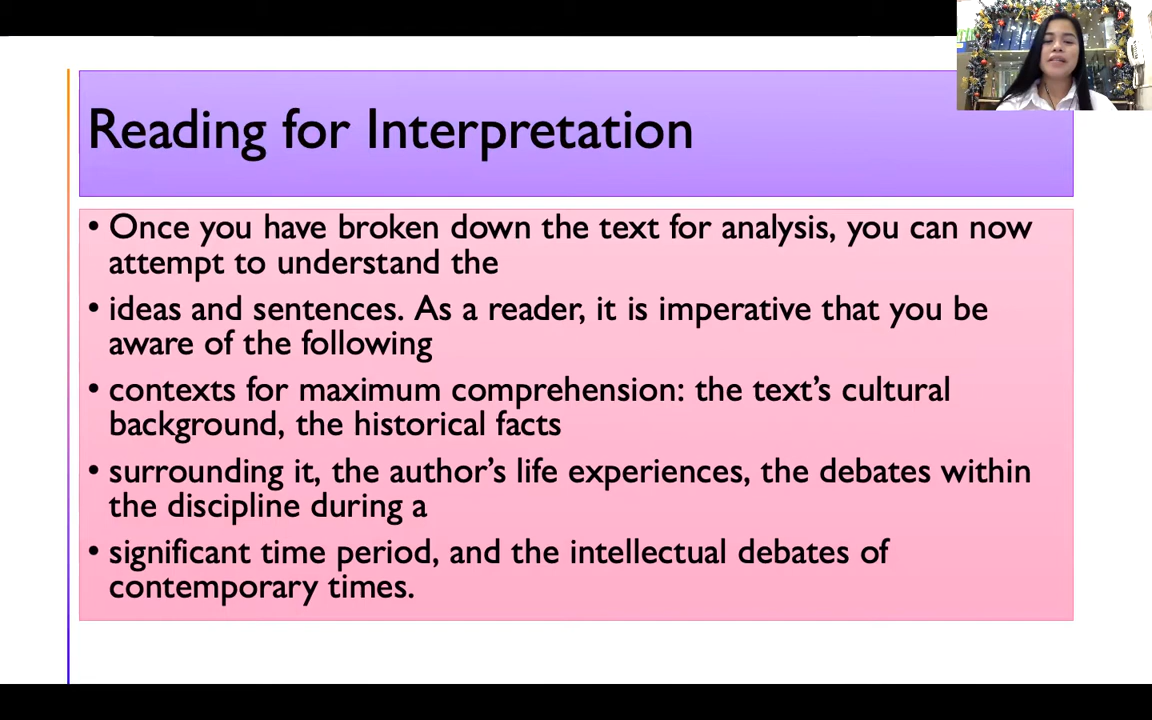 Reading for Interpretation
• Once you have broken down the text for analysis, you can now
attempt to understand the
• ideas and sentences. As a reader, it is imperative that you be
aware of the following
• contexts for maximum comprehension: the text's cultural
background, the historical facts
• surrounding it, the author's life experiences, the debates within
the discipline during a
• significant time period, and the intellectual debates of
contemporary times.